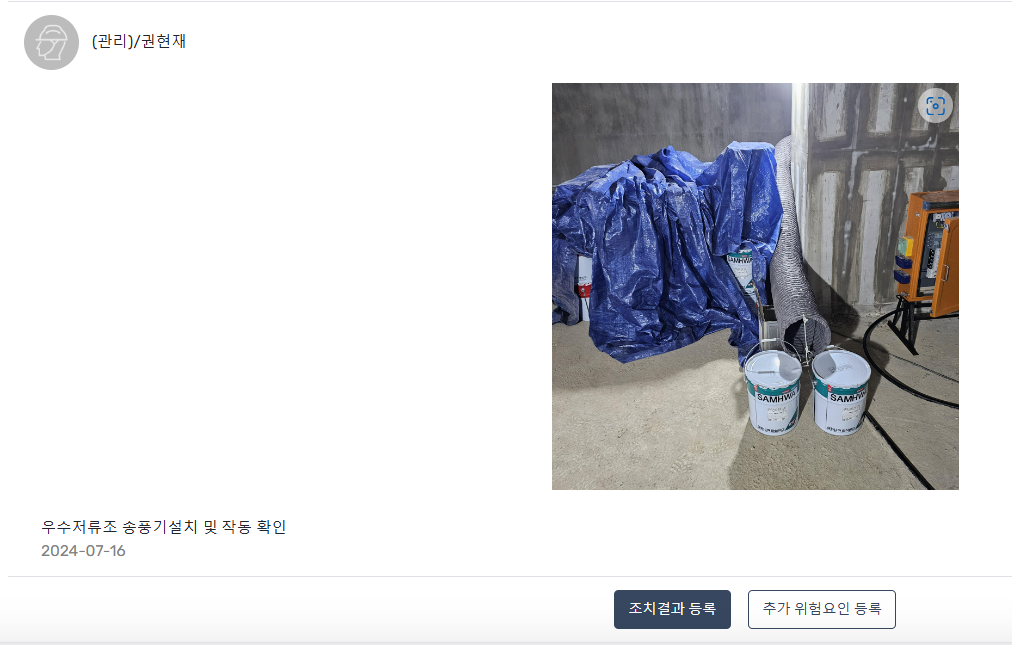 (관리)/권현재
SAMHWA
SAMHWA
SAMHWA
우수저류조 송풍기설치 및 작동 확인
2024-07-16
조치결과 등록
추가 위험요인 등록